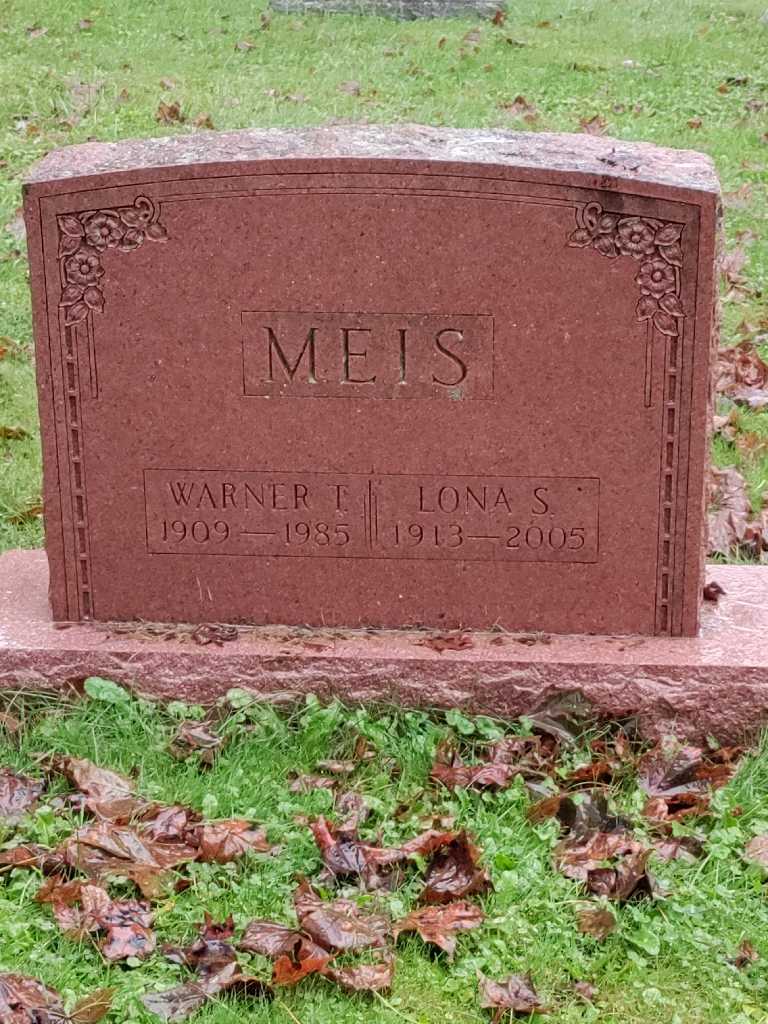 MEIS
WARNER T. LONA S.
1909—1985 1913—2005